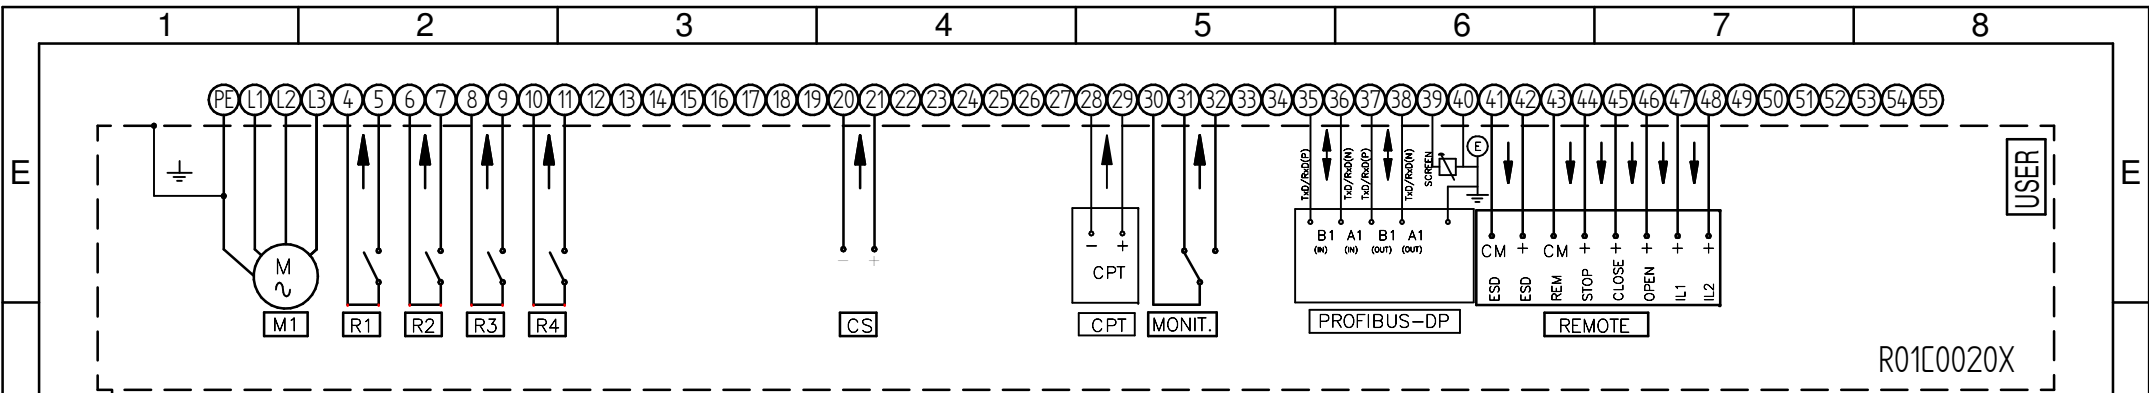 1 2 3 4 5 6 7 8
PE L1 L2 L3 4 5 6 7 8 9 10 11 12 13 14 15 16 17 18 19 20 21 22 23 24 25 26 27 28 29 30 31 32 33 34 35 36 37 38 39 40 41 42 43 44 45 46 47 48 49 50 51 52 53 54 55
E E
USER
TxD/RxD(P) TxD/RxD(N) TxD/RxD(P) TxD/RxD(N) SCREEN E
B1 A1 B1 A1
(IN) (IN) (OUT) (OUT)
− +
CPT
− +
CM + CM + + + + +
ESD ESD REM STOP CLOSE OPEN IL1 IL2
M
∿
M1 R1 R2 R3 R4 CS CPT MONIT. PROFIBUS-DP REMOTE
R01E0020X